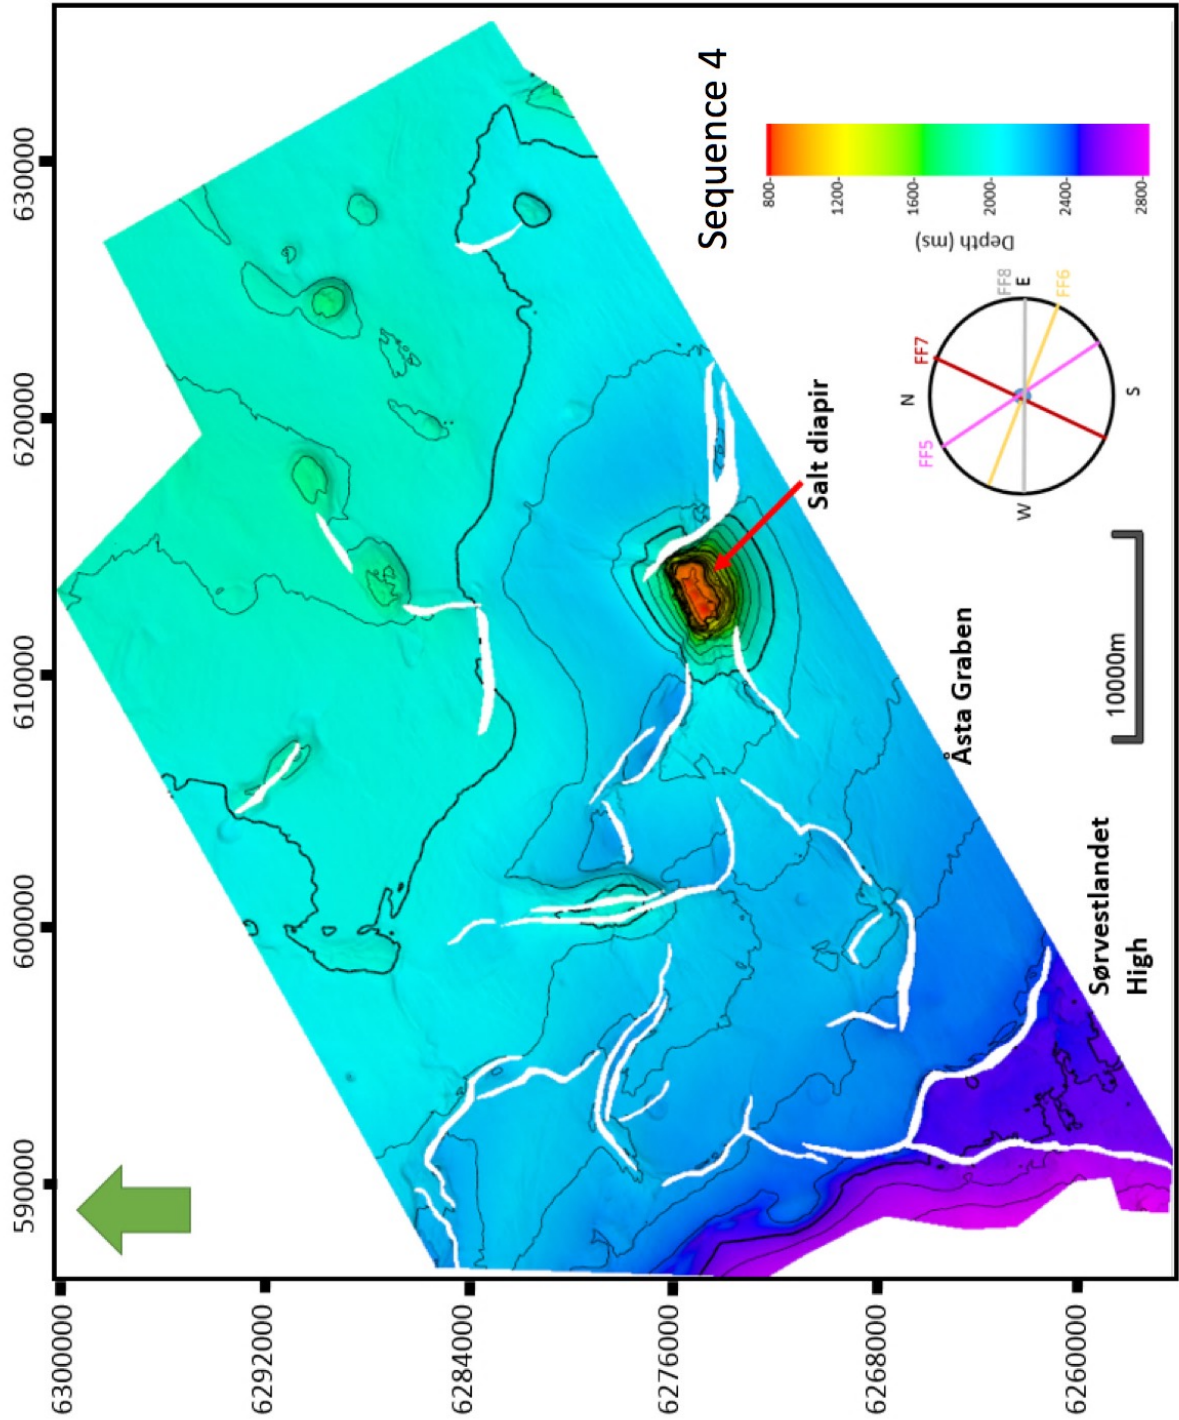 6300000
6292000
6284000
6276000
6268000
6260000
590000
600000
610000
620000
630000
Sequence 4
800-
1200-
1600-
2000-
2400-
2800-
Depth (ms)
Salt diapir
Åsta Graben
Sørvestlandet
High
10000m
N
S
W
E
FF5
FF6
FF7
FF8